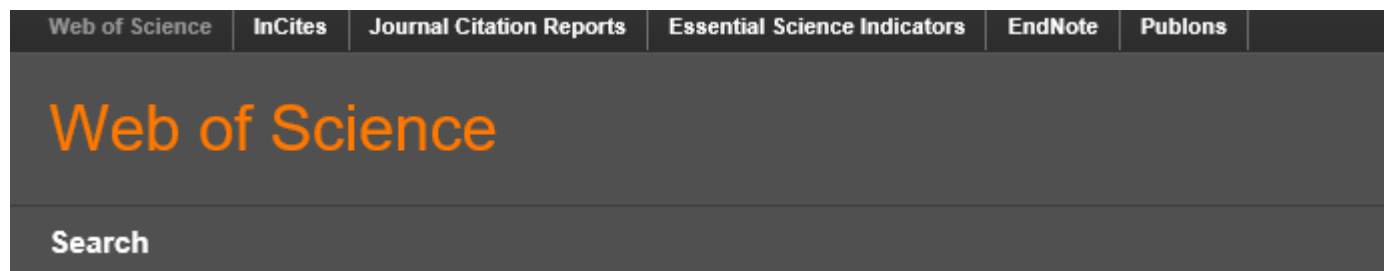 Web of Science InCites Journal Citation Reports Essential Science Indicators EndNote Publons
Web of Science
Search